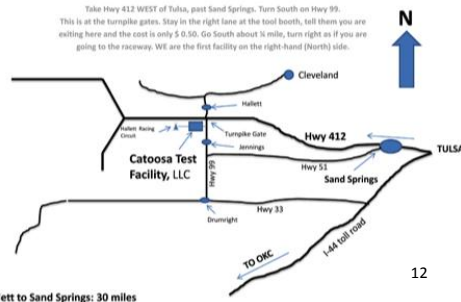 Take Hwy 412 WEST of Tulsa, past Sand Springs. Turn South on Hwy 99.
This is at the turnpike gates. Stay in the right lane at the tool booth, tell them you are
exiting here and the cost is only $ 0.50. Go South about ¼ mile, turn right as if you are
going to the raceway. WE are the first facility on the right-hand (North) side.
N
Cleveland
Hallett
Hallett Racing
Circuit
Turnpike Gate
Hwy 412
TULSA
Jennings
Catoosa Test
Facility, LLC
Hwy 51
Sand Springs
Hwy 99
Hwy 33
Drumright
I-44 toll road
TO OKC
12
ett to Sand Springs: 30 miles